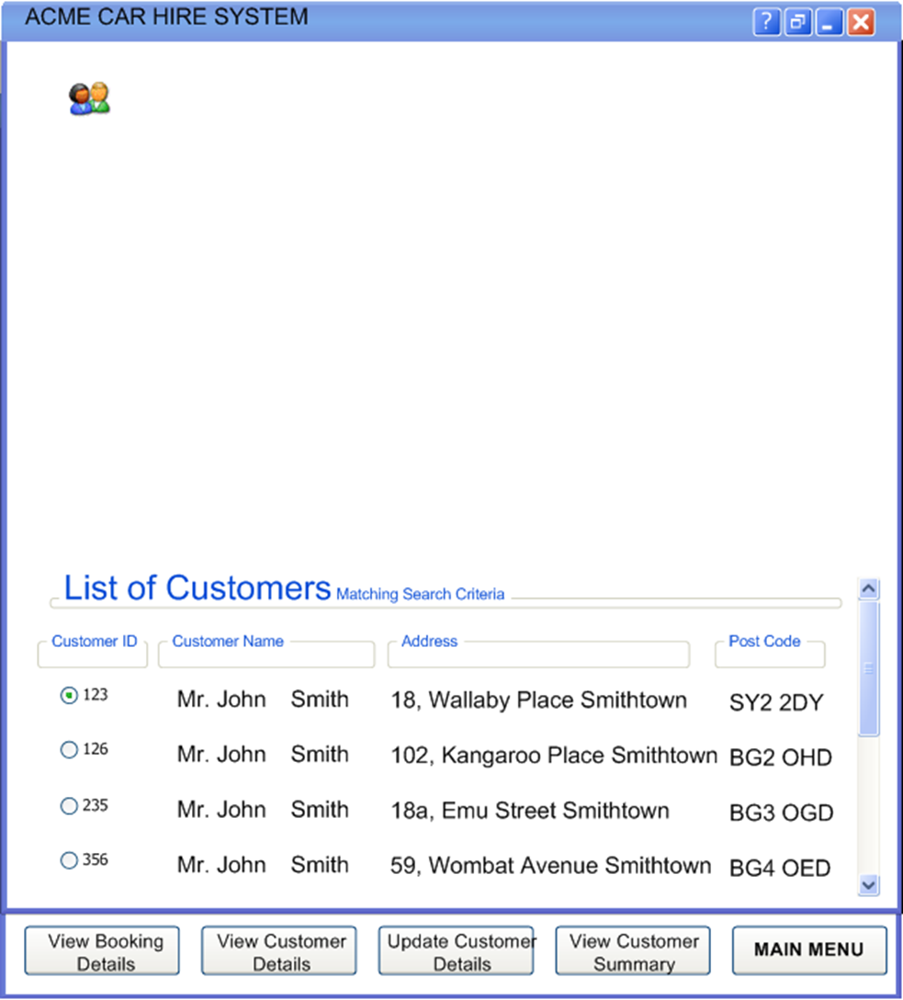 ACME CAR HIRE SYSTEM
?
List of Customers Matching Search Criteria
Customer ID Customer Name Address Post Code
123 Mr. John Smith 18, Wallaby Place Smithtown SY2 2DY
126 Mr. John Smith 102, Kangaroo Place Smithtown BG2 OHD
235 Mr. John Smith 18a, Emu Street Smithtown BG3 OGD
356 Mr. John Smith 59, Wombat Avenue Smithtown BG4 OED
View Booking
Details
View Customer
Details
Update Customer
Details
View Customer
Summary
MAIN MENU